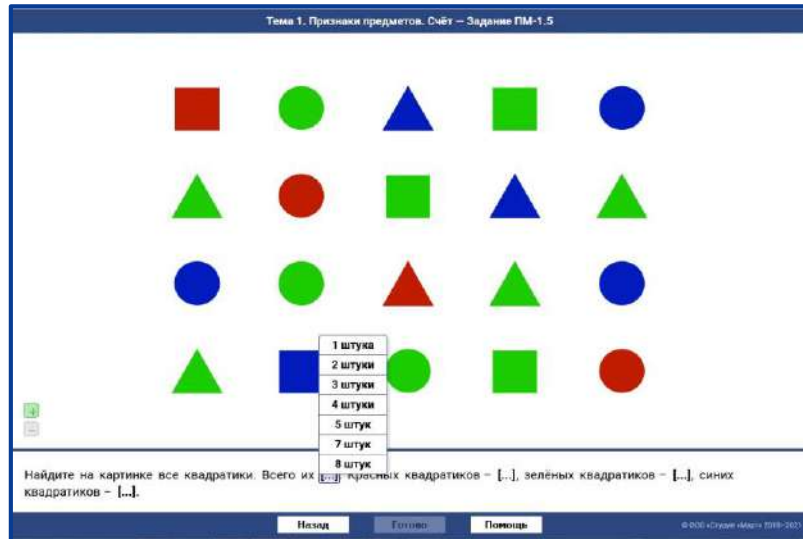 Тема 1. Признаки предметов. Счёт — Задание ПМ-1.5
1 штука
2 штуки
3 штуки
4 штуки
5 штук
7 штук
8 штук
Найдите на картинке все квадратики. Всего их [...]. Красных квадратиков – [...], зелёных квадратиков – [...], синих
квадратиков – [...].
Назад
Готово
Помощь